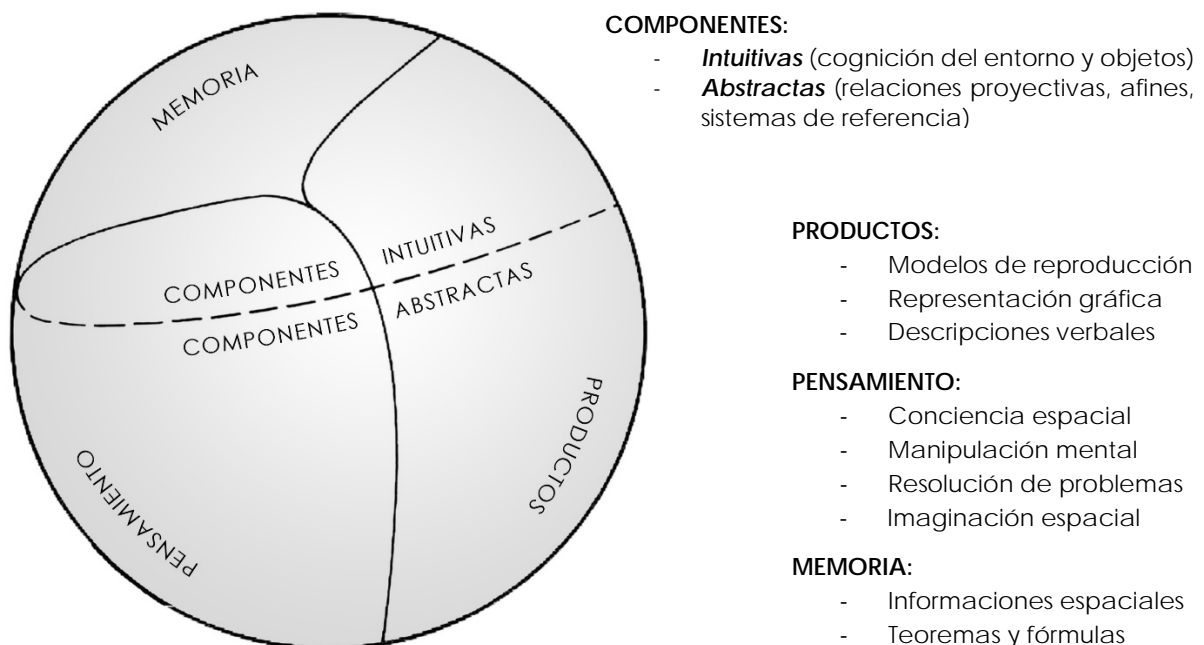 MEMORIA
COMPONENTES INTUITIVAS
COMPONENTES ABSTRACTAS
PENSAMIENTO
PRODUCTOS
COMPONENTES:
- Intuitivas (cognición del entorno y objetos)
- Abstractas (relaciones proyectivas, afines,
sistemas de referencia)
PRODUCTOS:
- Modelos de reproducción
- Representación gráfica
- Descripciones verbales
PENSAMIENTO:
- Conciencia espacial
- Manipulación mental
- Resolución de problemas
- Imaginación espacial
MEMORIA:
- Informaciones espaciales
- Teoremas y fórmulas